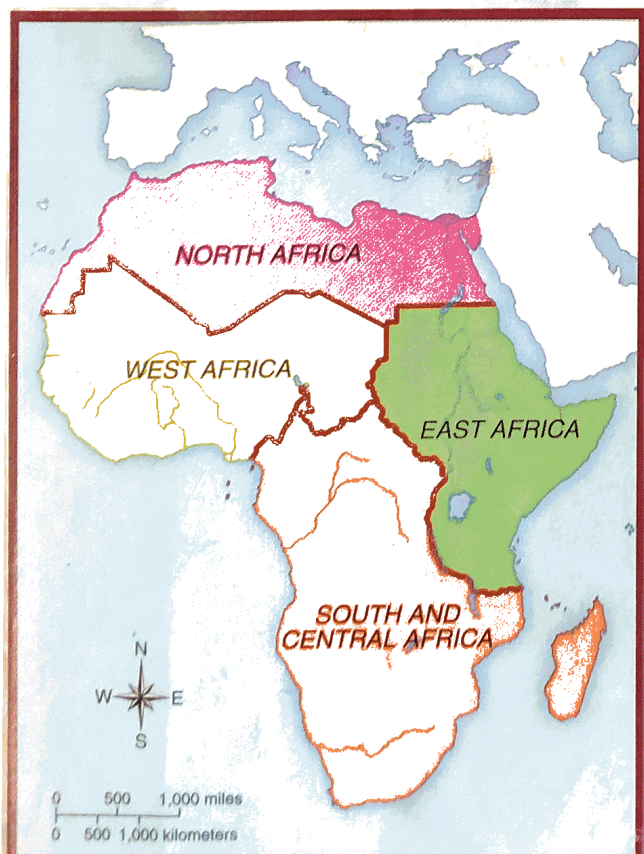 NORTH AFRICA
WEST AFRICA
EAST AFRICA
SOUTH AND
CENTRAL AFRICA
N
W E
S
0 500 1,000 miles
0 500 1,000 kilometers